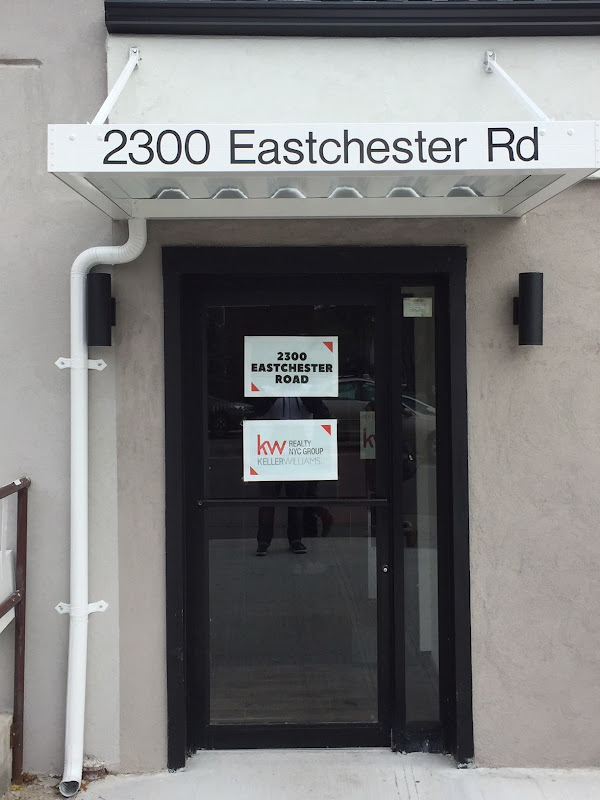 2300 Eastchester Rd
2300
EASTCHESTER
ROAD
kw REALTY
NYC GROUP
KELLERWILLIAMS.
k